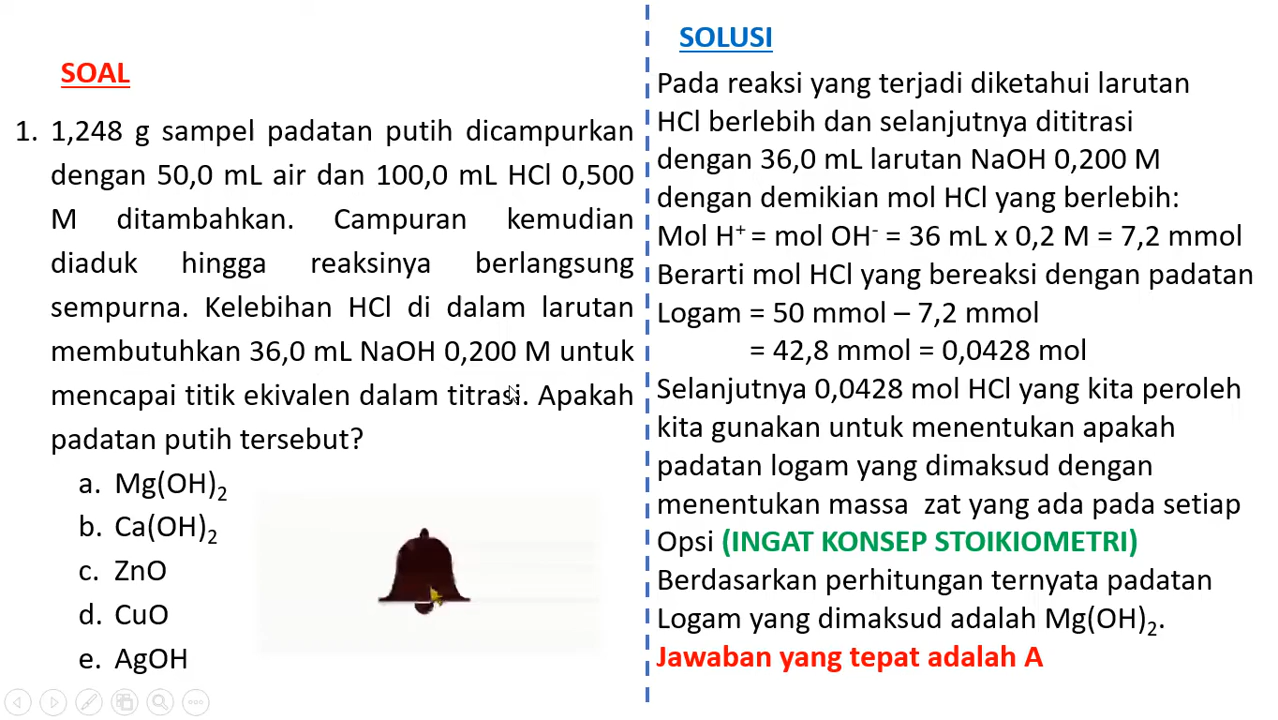 SOAL
1. 1,248 g sampel padatan putih dicampurkan
dengan 50,0 mL air dan 100,0 mL HCl 0,500
M ditambahkan. Campuran kemudian
diaduk hingga reaksinya berlangsung
sempurna. Kelebihan HCl di dalam larutan
membutuhkan 36,0 mL NaOH 0,200 M untuk
mencapai titik ekivalen dalam titrasi. Apakah
padatan putih tersebut?
a. Mg(OH)₂
b. Ca(OH)₂
c. ZnO
d. CuO
e. AgOH
SOLUSI
Pada reaksi yang terjadi diketahui larutan
HCl berlebih dan selanjutnya dititrasi
dengan 36,0 mL larutan NaOH 0,200 M
dengan demikian mol HCl yang berlebih:
Mol H⁺ = mol OH⁻ = 36 mL x 0,2 M = 7,2 mmol
Berarti mol HCl yang bereaksi dengan padatan
Logam = 50 mmol – 7,2 mmol
= 42,8 mmol = 0,0428 mol
Selanjutnya 0,0428 mol HCl yang kita peroleh
kita gunakan untuk menentukan apakah
padatan logam yang dimaksud dengan
menentukan massa zat yang ada pada setiap
Opsi (INGAT KONSEP STOIKIOMETRI)
Berdasarkan perhitungan ternyata padatan
Logam yang dimaksud adalah Mg(OH)₂.
Jawaban yang tepat adalah A